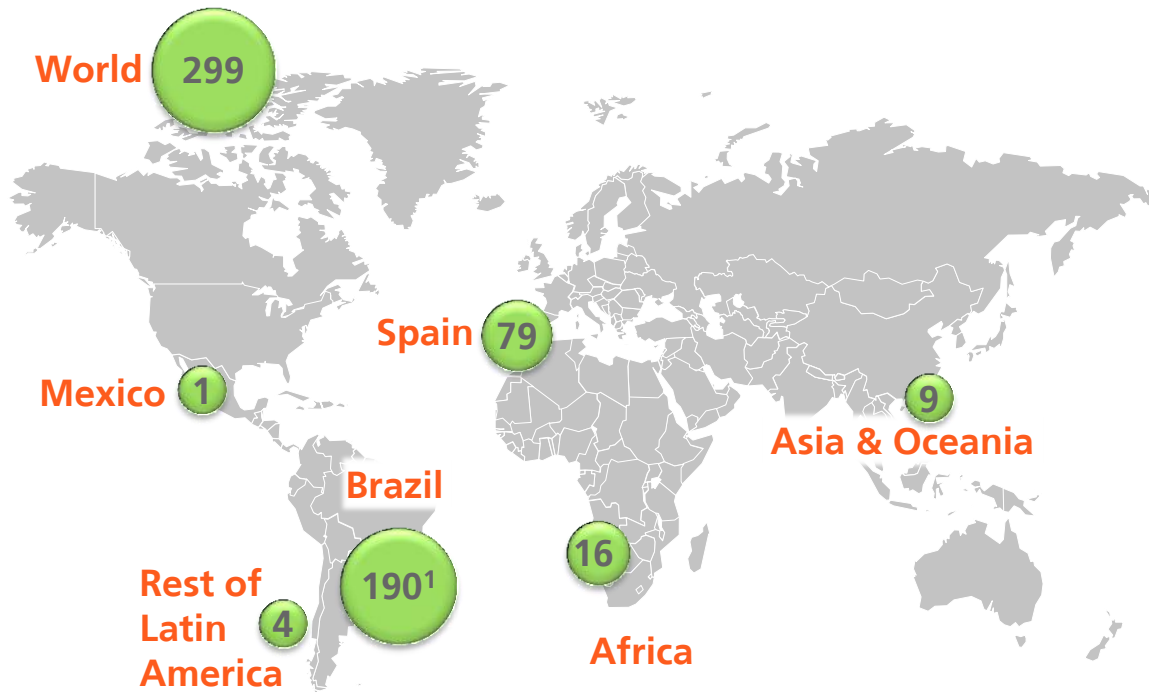 World
299
Spain
79
Mexico
1
9
Asia & Oceania
Brazil
190¹
16
Rest of
Latin
America
4
Africa